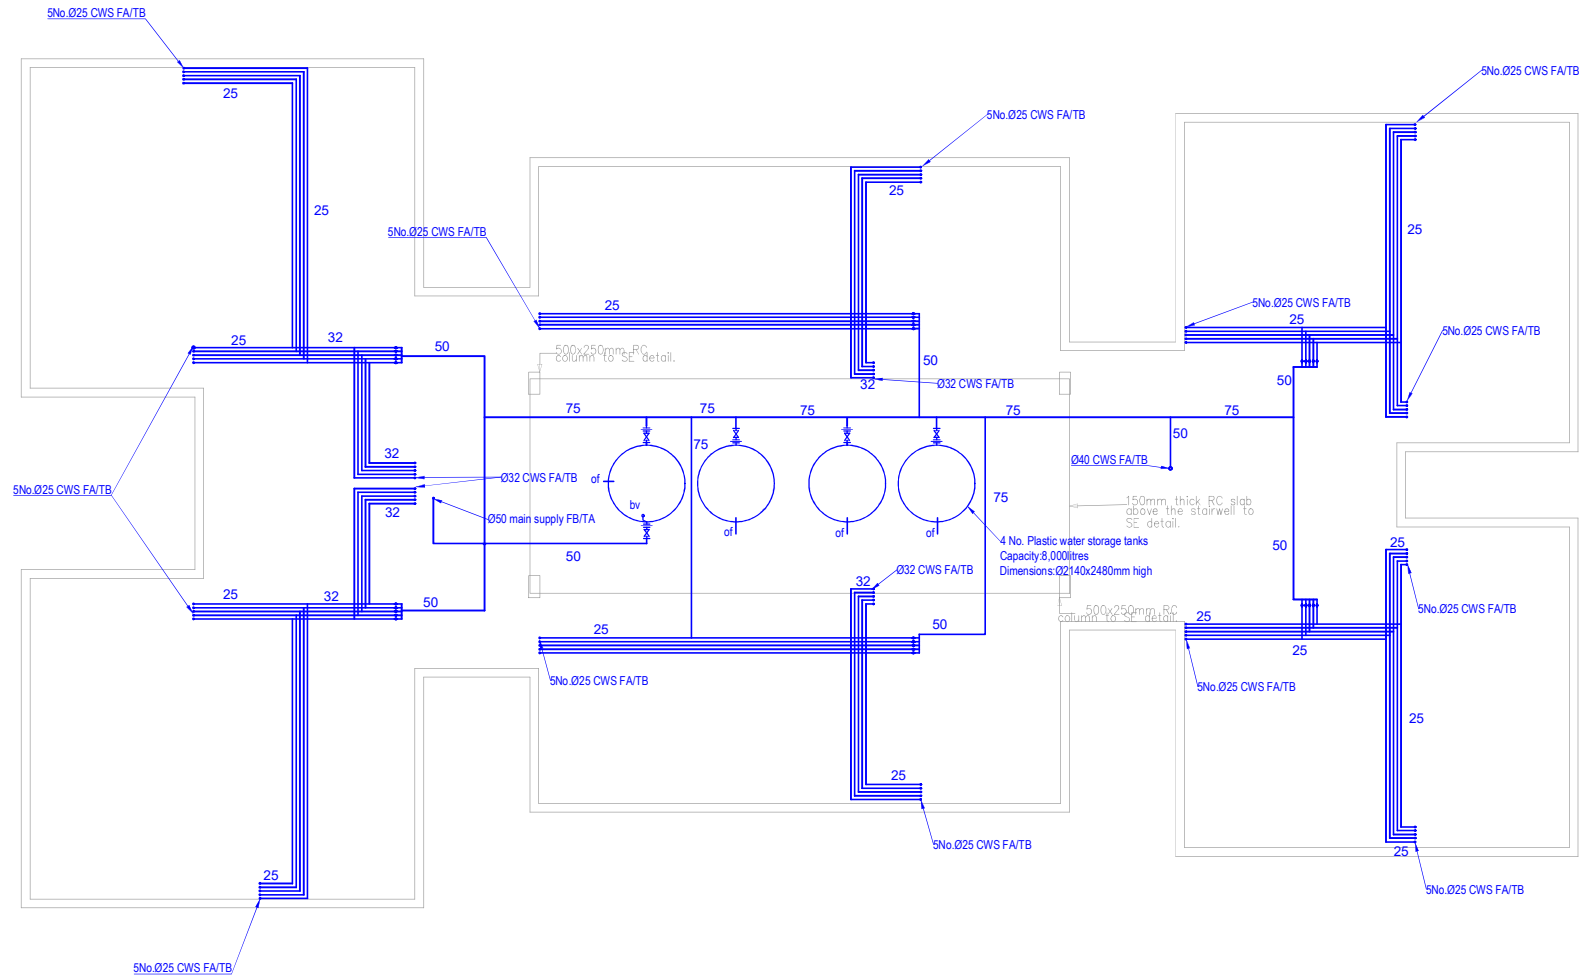 5No.Ø25 CWS FA/TB
5No.Ø25 CWS FA/TB
25
5No.Ø25 CWS FA/TB
25
25
5No.Ø25 CWS FA/TB
25
5No.Ø25 CWS FA/TB
25
25
32
25
5No.Ø25 CWS FA/TB
500x250mm RC
column to SE detail.
50
32
Ø32 CWS FA/TB
50
50
75
75
75
75
75
75
50
32
Ø32 CWS FA/TB
of
Ø40 CWS FA/TB
5No.Ø25 CWS FA/TB
32
bv
75
150mm thick RC slab
above the stairwell to
SE detail.
Ø50 main supply FB/TA
of
of
of
50
4 No. Plastic water storage tanks
Capacity:8,000litres
Dimensions:Ø2140x2480mm high
50
25
Ø32 CWS FA/TB
32
25
32
50
500x250mm RC
column to SE detail.
5No.Ø25 CWS FA/TB
25
50
25
25
5No.Ø25 CWS FA/TB
5No.Ø25 CWS FA/TB
25
25
25
5No.Ø25 CWS FA/TB
25
5No.Ø25 CWS FA/TB
5No.Ø25 CWS FA/TB